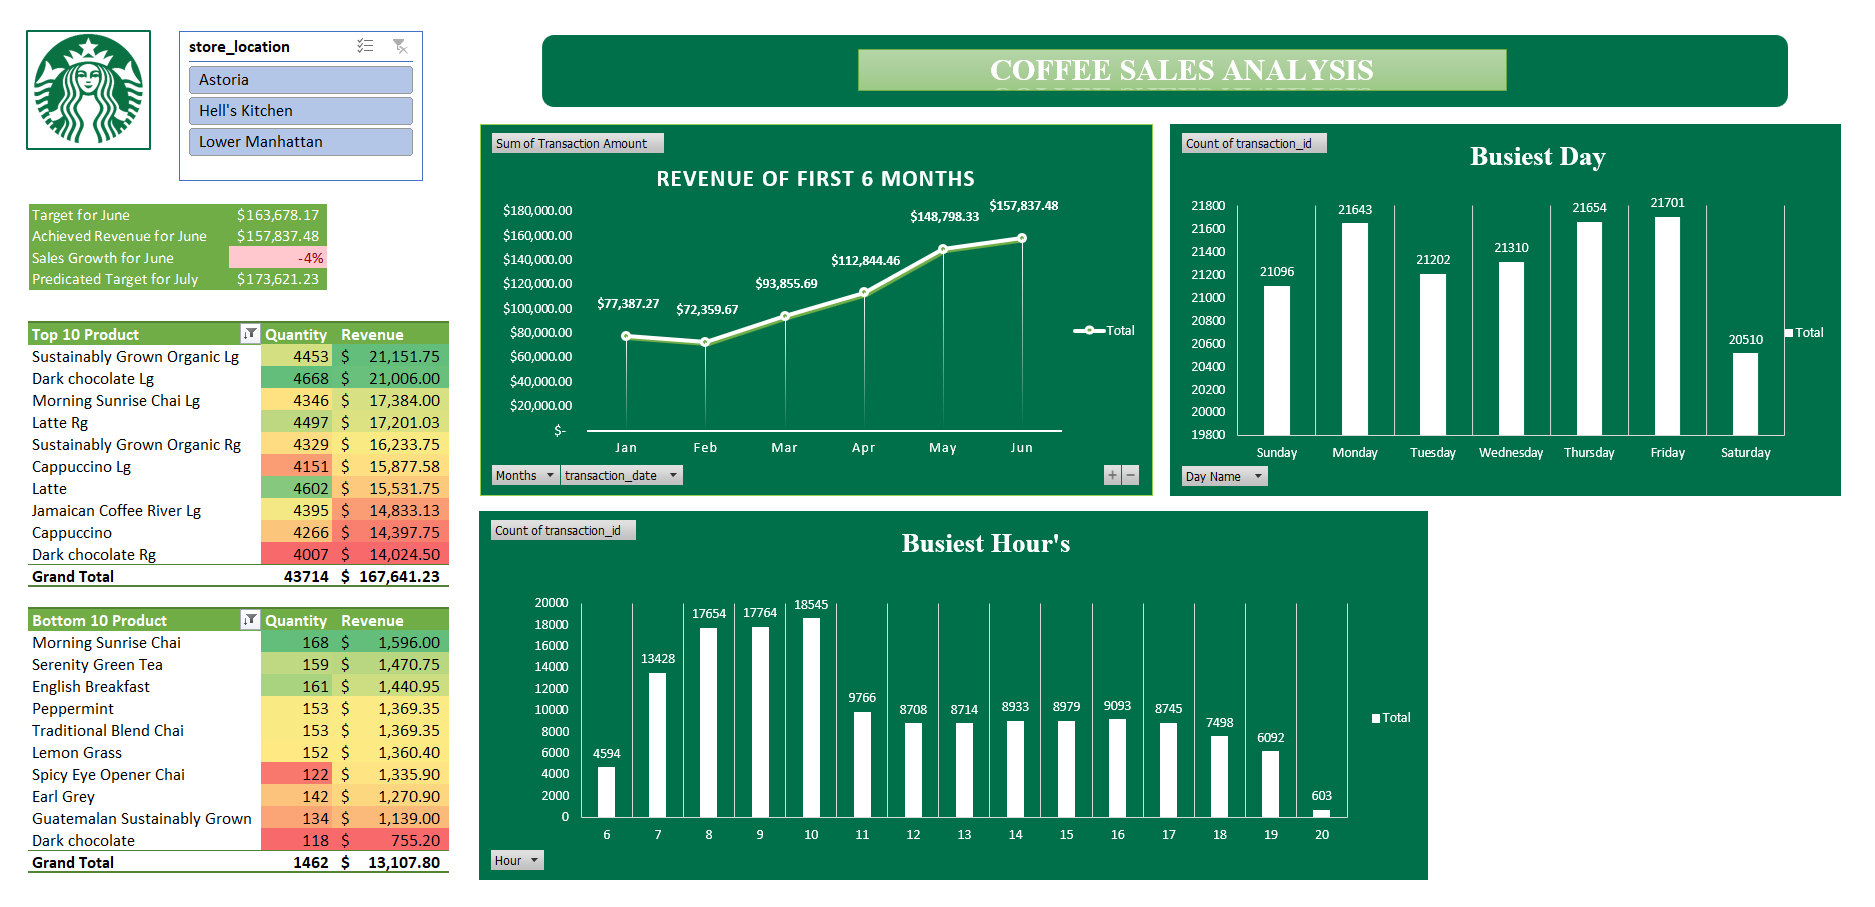 store_location
Astoria
Hell's Kitchen
Lower Manhattan
COFFEE SALES ANALYSIS
Target for June $163,678.17
Achieved Revenue for June $157,837.48
Sales Growth for June -4%
Predicated Target for July $173,621.23
Top 10 Product Quantity Revenue
Sustainably Grown Organic Lg 4453 $ 21,151.75
Dark chocolate Lg 4668 $ 21,006.00
Morning Sunrise Chai Lg 4346 $ 17,384.00
Latte Rg 4497 $ 17,201.03
Sustainably Grown Organic Rg 4329 $ 16,233.75
Cappuccino Lg 4151 $ 15,877.58
Latte 4602 $ 15,531.75
Jamaican Coffee River Lg 4395 $ 14,833.13
Cappuccino 4266 $ 14,397.75
Dark chocolate Rg 4007 $ 14,024.50
Grand Total 43714 $ 167,641.23
Bottom 10 Product Quantity Revenue
Morning Sunrise Chai 168 $ 1,596.00
Serenity Green Tea 159 $ 1,470.75
English Breakfast 161 $ 1,440.95
Peppermint 153 $ 1,369.35
Traditional Blend Chai 153 $ 1,369.35
Lemon Grass 152 $ 1,360.40
Spicy Eye Opener Chai 122 $ 1,335.90
Earl Grey 142 $ 1,270.90
Guatemalan Sustainably Grown 134 $ 1,139.00
Dark chocolate 118 $ 755.20
Grand Total 1462 $ 13,107.80
Sum of Transaction Amount
REVENUE OF FIRST 6 MONTHS
$180,000.00
$160,000.00
$140,000.00
$120,000.00
$100,000.00
$80,000.00
$60,000.00
$40,000.00
$20,000.00
$-
$77,387.27
$72,359.67
$93,855.69
$112,844.46
$148,798.33
$157,837.48
Jan Feb Mar Apr May Jun
Total
Months transaction_date
+ −
Count of transaction_id
Busiest Day
21800
21600
21400
21200
21000
20800
20600
20400
20200
20000
19800
21096 21643 21202 21310 21654 21701 20510
Sunday Monday Tuesday Wednesday Thursday Friday Saturday
Total
Day Name
Count of transaction_id
Busiest Hour's
20000
18000
16000
14000
12000
10000
8000
6000
4000
2000
0
4594 13428 17654 17764 18545 9766 8708 8714 8933 8979 9093 8745 7498 6092 603
6 7 8 9 10 11 12 13 14 15 16 17 18 19 20
Total
Hour